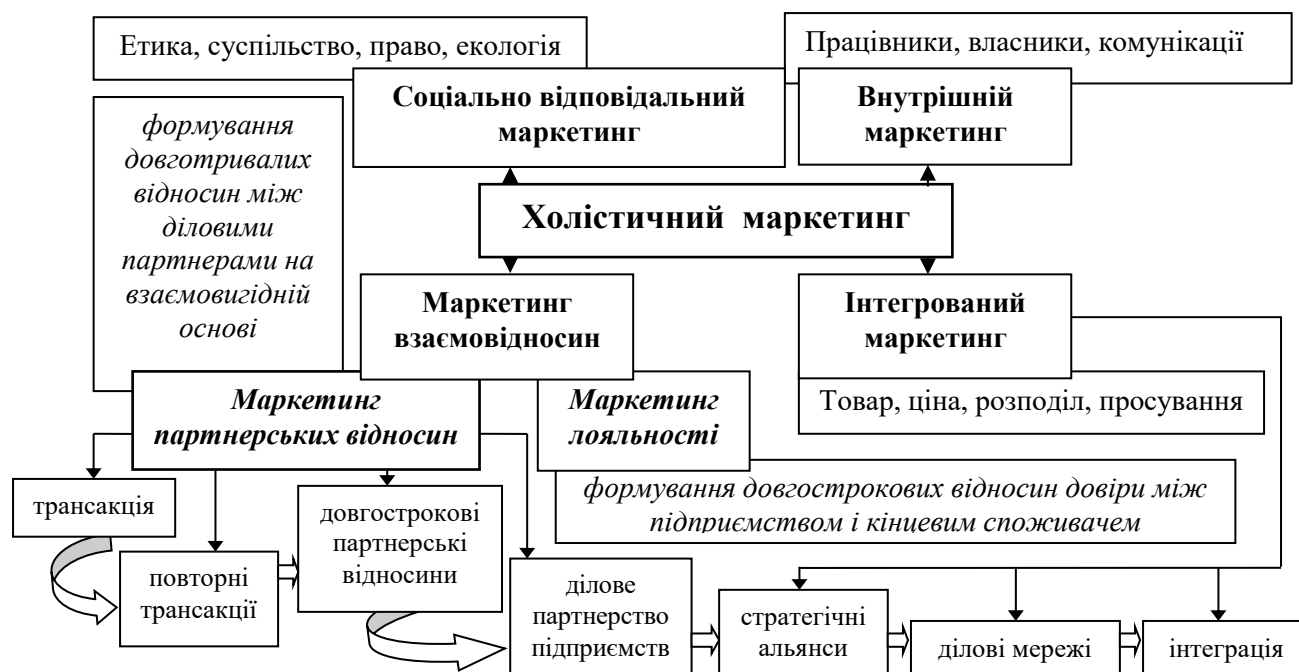 Етика, суспільство, право, екологія
Працівники, власники, комунікації
Соціально відповідальний
маркетинг
Внутрішній
маркетинг
формування
довготривалих
відносин між
діловими
партнерами на
взаємовигідній
основі
Холістичний маркетинг
Маркетинг
взаємовідносин
Інтегрований
маркетинг
Маркетинг
партнерських відносин
Маркетинг
лояльності
Товар, ціна, розподіл, просування
формування довгострокових відносин довіри між
підприємством і кінцевим споживачем
трансакція
повторні
трансакції
довгострокові
партнерські
відносини
ділове
партнерство
підприємств
стратегічні
альянси
ділові мережі
інтеграція